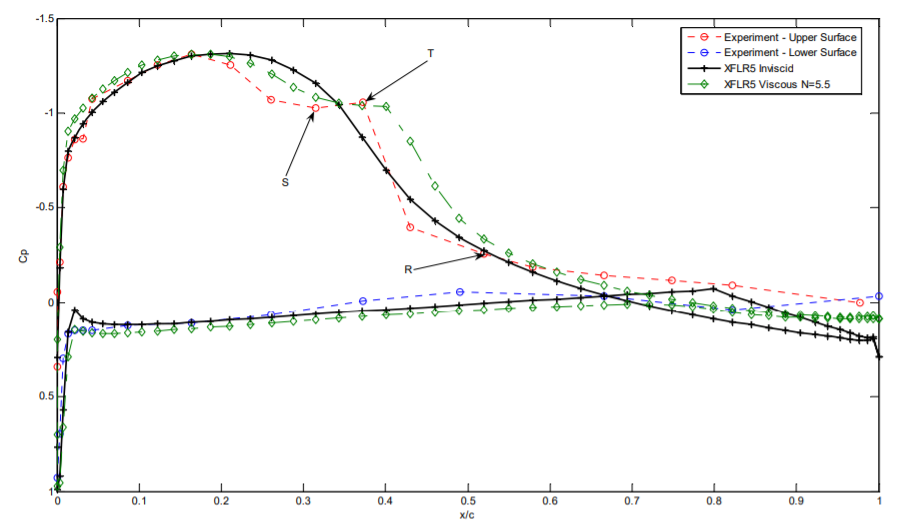 -1.5
Experiment - Upper Surface
Experiment - Lower Surface
XFLR5 Inviscid
XFLR5 Viscous N=5.5
T
-1
S
-0.5
R
Cp
0
0.5
1
0 0.1 0.2 0.3 0.4 0.5 0.6 0.7 0.8 0.9 1
x/c